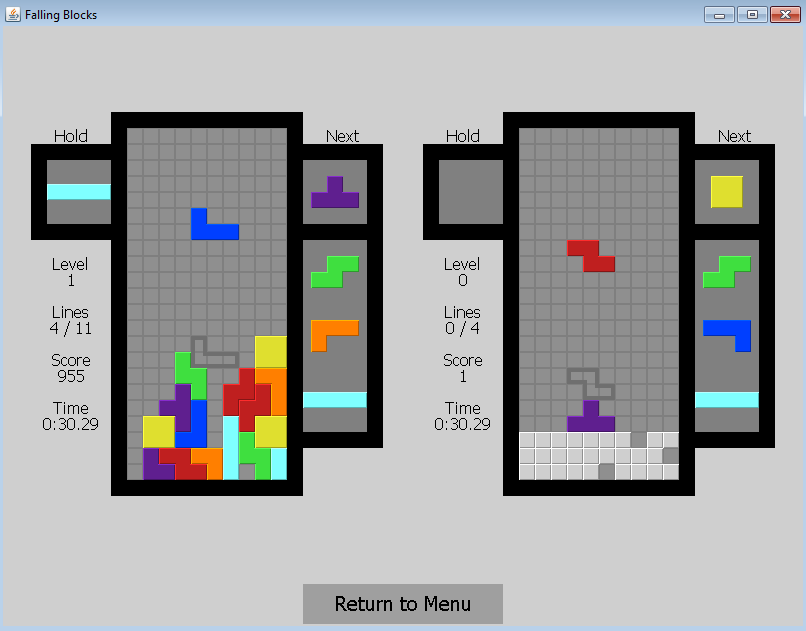 Falling Blocks
Hold
Next
Level
1
Lines
4 / 11
Score
955
Time
0:30.29
Hold
Next
Level
0
Lines
0 / 4
Score
1
Time
0:30.29
Return to Menu